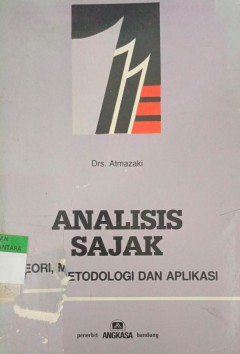 Drs. Atmazaki
ANALISIS
SAJAK
EORI, M ETODOLOGI DAN APLIKASI
penerbit ANGKASA bandung